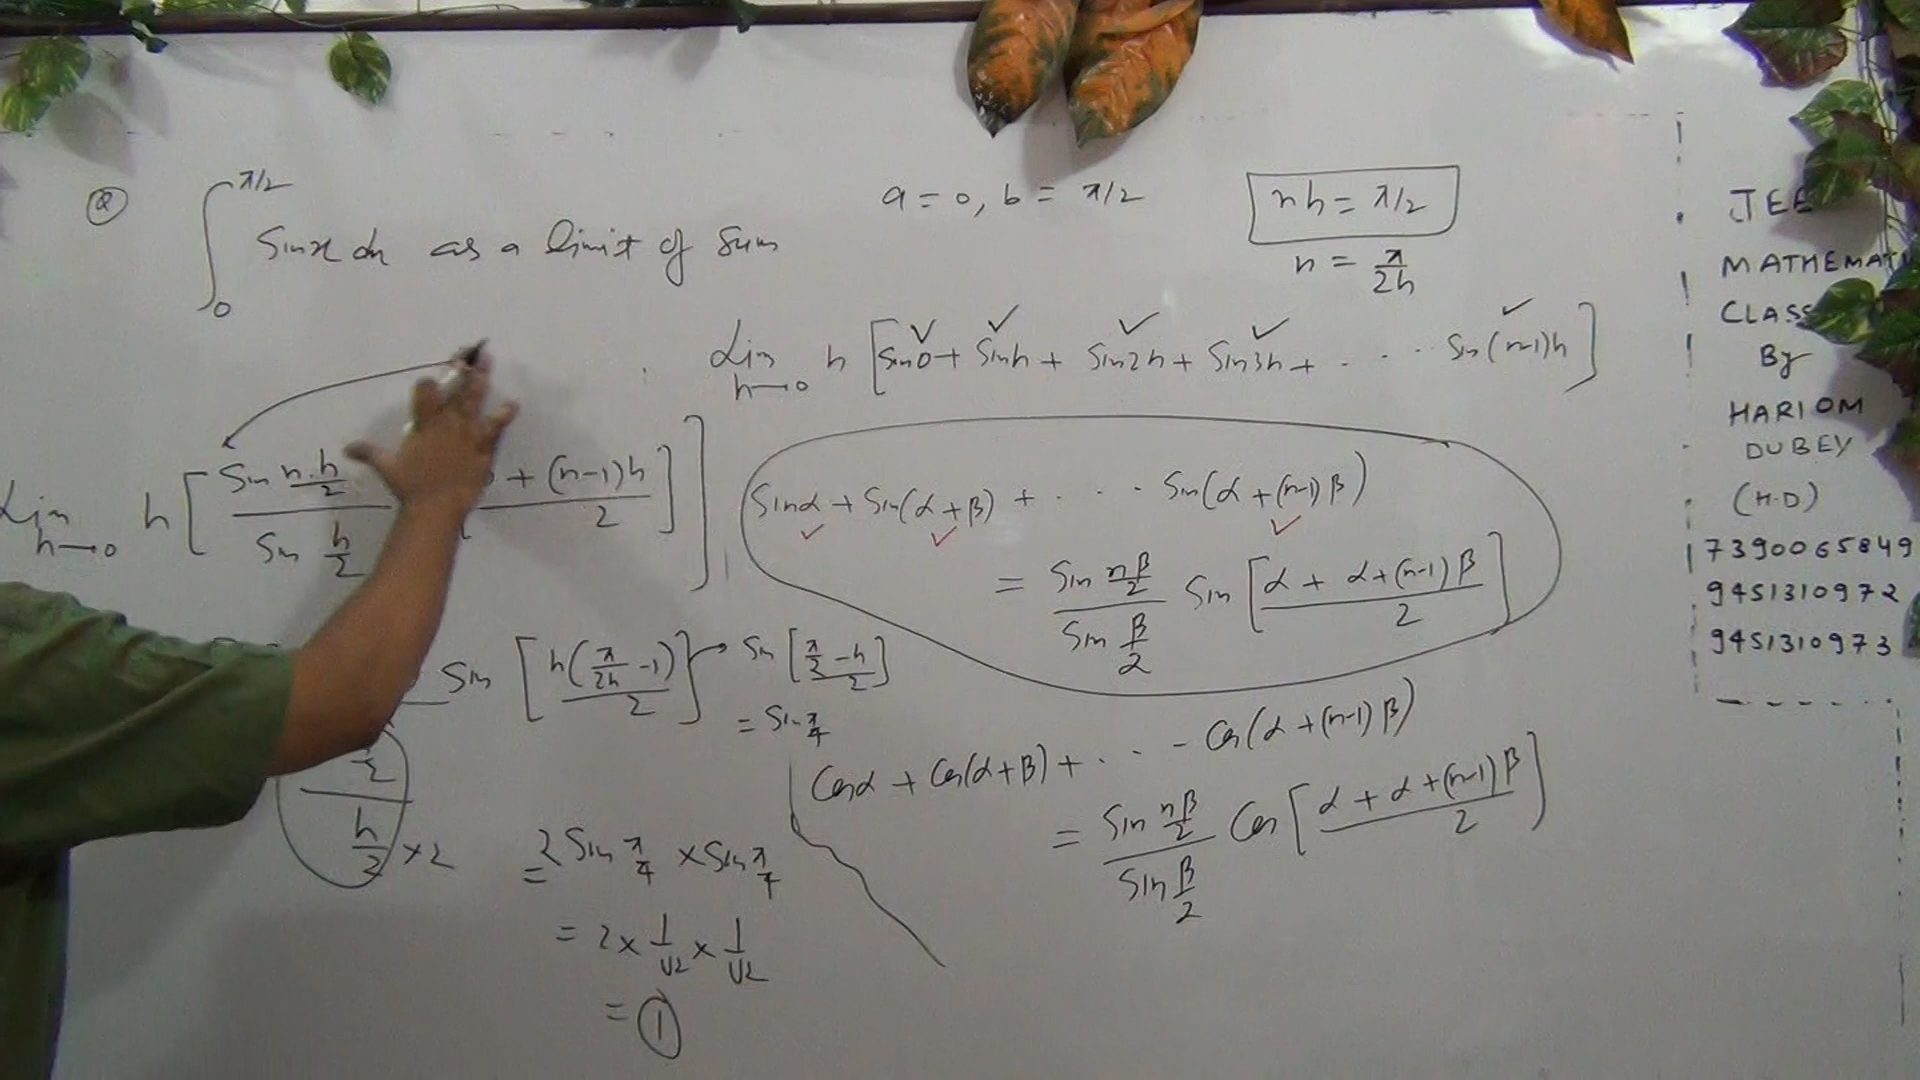 Q ∫₀^π/2 Sinx dx as a limit of Sum
a = 0, b = π/2
nh = π/2
n = π/2h
Lim h→0 h [Sin0 + Sinh + Sin2h + Sin3h + . . . . Sin(n-1)h]
Lim h→0 h [ Sin n.h/2 / Sin h/2 + (n-1)h / 2 ] ]
Sinα + Sin(α+β) + . . . Sin(α+(n-1)β)
= Sin nβ/2 / Sin β/2 Sin [ α + α+(n-1)β / 2 ]
Sin [ h(π/2h -1) / 2 ] → Sin [ π/2 - h / 2 ]
= Sin π/4
h/2 × 2
= 2 Sin π/4 × Sin π/4
= 2 × 1/√2 × 1/√2
= 1
Cosα + Cos(α+β) + . . . Cos(α+(n-1)β)
= Sin nβ/2 / Sin β/2 Cos [ α + α+(n-1)β / 2 ]
JEE
MATHEMATI
CLASS
By
HARIOM
DUBEY
(H.D)
7390065849
9451310972
9451310973